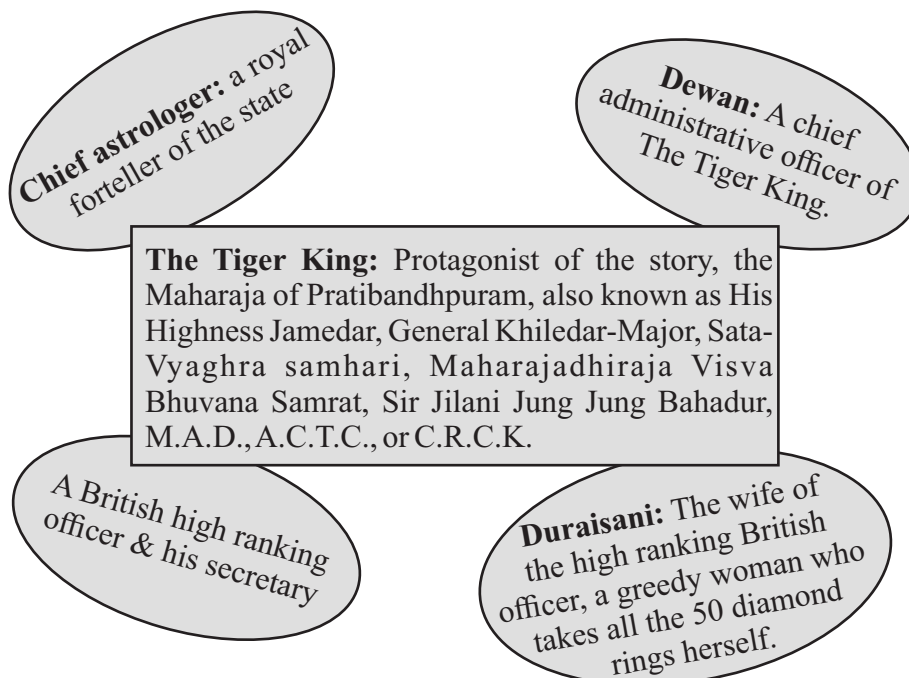 Chief astrologer: a royal
forteller of the state
Dewan: A chief
administrative officer of
The Tiger King.
The Tiger King: Protagonist of the story, the
Maharaja of Pratibandhpuram, also known as His
Highness Jamedar, General Khiledar-Major, Sata-
Vyaghra samhari, Maharajadhiraja Visva
Bhuvana Samrat, Sir Jilani Jung Jung Bahadur,
M.A.D., A.C.T.C., or C.R.C.K.
A British high ranking
officer & his secretary
Duraisani: The wife of
the high ranking British
officer, a greedy woman who
takes all the 50 diamond
rings herself.